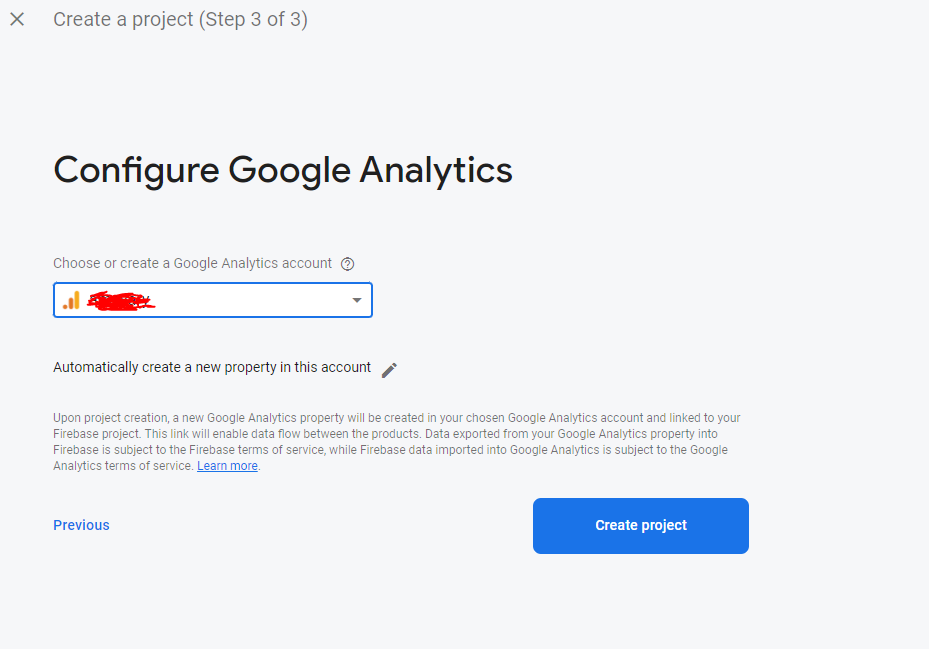 Create a project (Step 3 of 3)
Configure Google Analytics
Choose or create a Google Analytics account
Automatically create a new property in this account
Upon project creation, a new Google Analytics property will be created in your chosen Google Analytics account and linked to your
Firebase project. This link will enable data flow between the products. Data exported from your Google Analytics property into
Firebase is subject to the Firebase terms of service, while Firebase data imported into Google Analytics is subject to the Google
Analytics terms of service. Learn more.
Previous
Create project